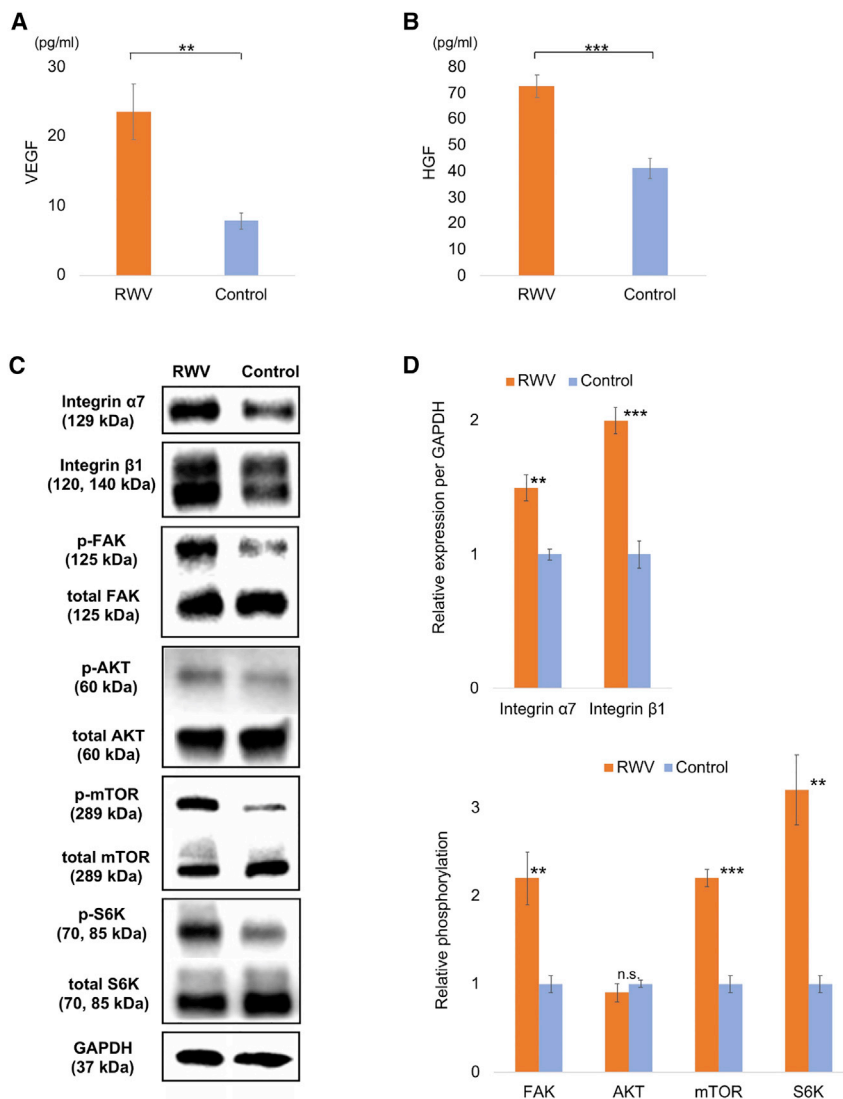 A
(pg/ml)
**
30
20
10
0
VEGF
RWV
Control
B
(pg/ml)
***
80
70
60
50
40
30
20
10
0
HGF
RWV
Control
C
RWV
Control
Integrin α7
(129 kDa)
Integrin β1
(120, 140 kDa)
p-FAK
(125 kDa)
total FAK
(125 kDa)
p-AKT
(60 kDa)
total AKT
(60 kDa)
p-mTOR
(289 kDa)
total mTOR
(289 kDa)
p-S6K
(70, 85 kDa)
total S6K
(70, 85 kDa)
GAPDH
(37 kDa)
D
RWV
Control
2
1
0
Relative expression per GAPDH
**
***
Integrin α7
Integrin β1
RWV
Control
3
2
1
0
Relative phosphorylation
**
n.s.
***
**
FAK
AKT
mTOR
S6K